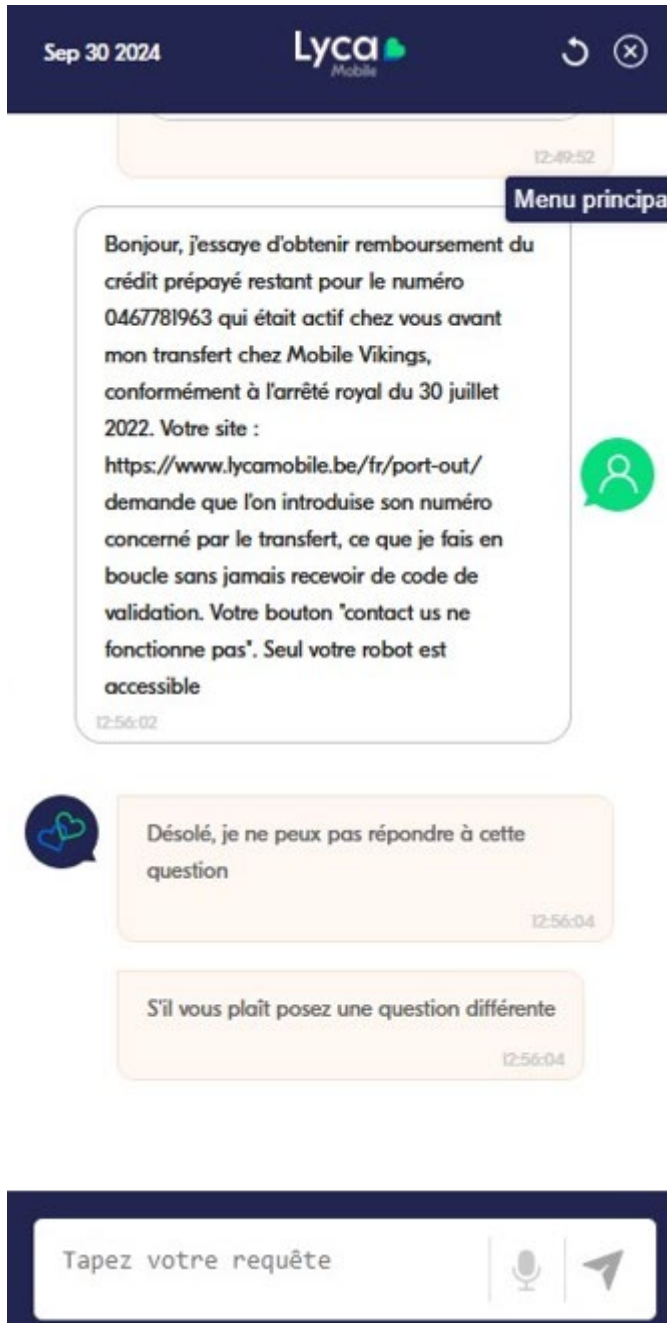 Sep 30 2024
Lyca
Mobile
12:49:52
Menu principa
Bonjour, j'essaye d'obtenir remboursement du
crédit prépayé restant pour le numéro
0467781963 qui était actif chez vous avant
mon transfert chez Mobile Vikings,
conformément à l'arrêté royal du 30 juillet
2022. Votre site :
https://www.lycamobile.be/fr/port-out/
demande que l'on introduise son numéro
concerné par le transfert, ce que je fais en
boucle sans jamais recevoir de code de
validation. Votre bouton "contact us ne
fonctionne pas". Seul votre robot est
accessible
12:56:02
Désolé, je ne peux pas répondre à cette
question
12:56:04
S'il vous plaît posez une question différente
12:56:04
Tapez votre requête